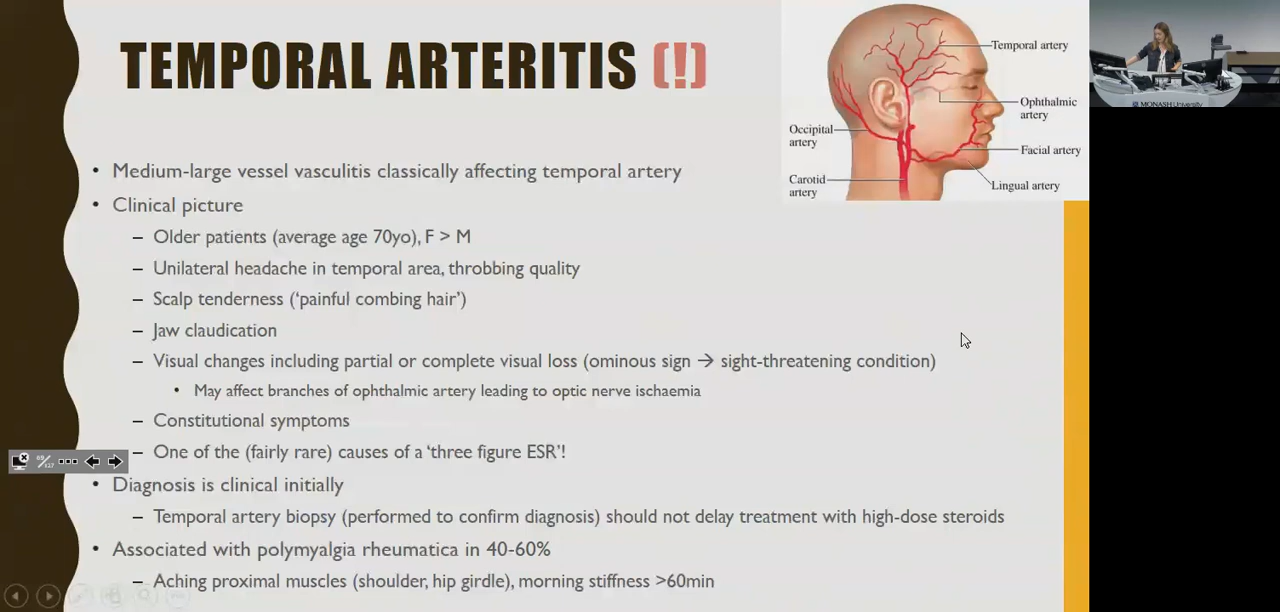 TEMPORAL ARTERITIS (!)
Temporal artery
Ophthalmic
artery
Occipital
artery
Facial artery
Carotid
artery
Lingual artery
MONASH University
• Medium-large vessel vasculitis classically affecting temporal artery
• Clinical picture
– Older patients (average age 70yo), F > M
– Unilateral headache in temporal area, throbbing quality
– Scalp tenderness (‘painful combing hair’)
– Jaw claudication
– Visual changes including partial or complete visual loss (ominous sign → sight-threatening condition)
• May affect branches of ophthalmic artery leading to optic nerve ischaemia
– Constitutional symptoms
– One of the (fairly rare) causes of a ‘three figure ESR’!
• Diagnosis is clinical initially
– Temporal artery biopsy (performed to confirm diagnosis) should not delay treatment with high-dose steroids
• Associated with polymyalgia rheumatica in 40-60%
– Aching proximal muscles (shoulder, hip girdle), morning stiffness >60min